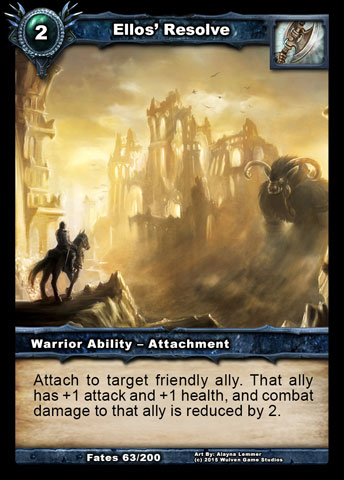 2
Ellos' Resolve
Warrior Ability – Attachment
Attach to target friendly ally. That ally
has +1 attack and +1 health, and combat
damage to that ally is reduced by 2.
Fates 63/200
Art By: Alayna Lemmer
(c) 2015 Wulven Game Studios